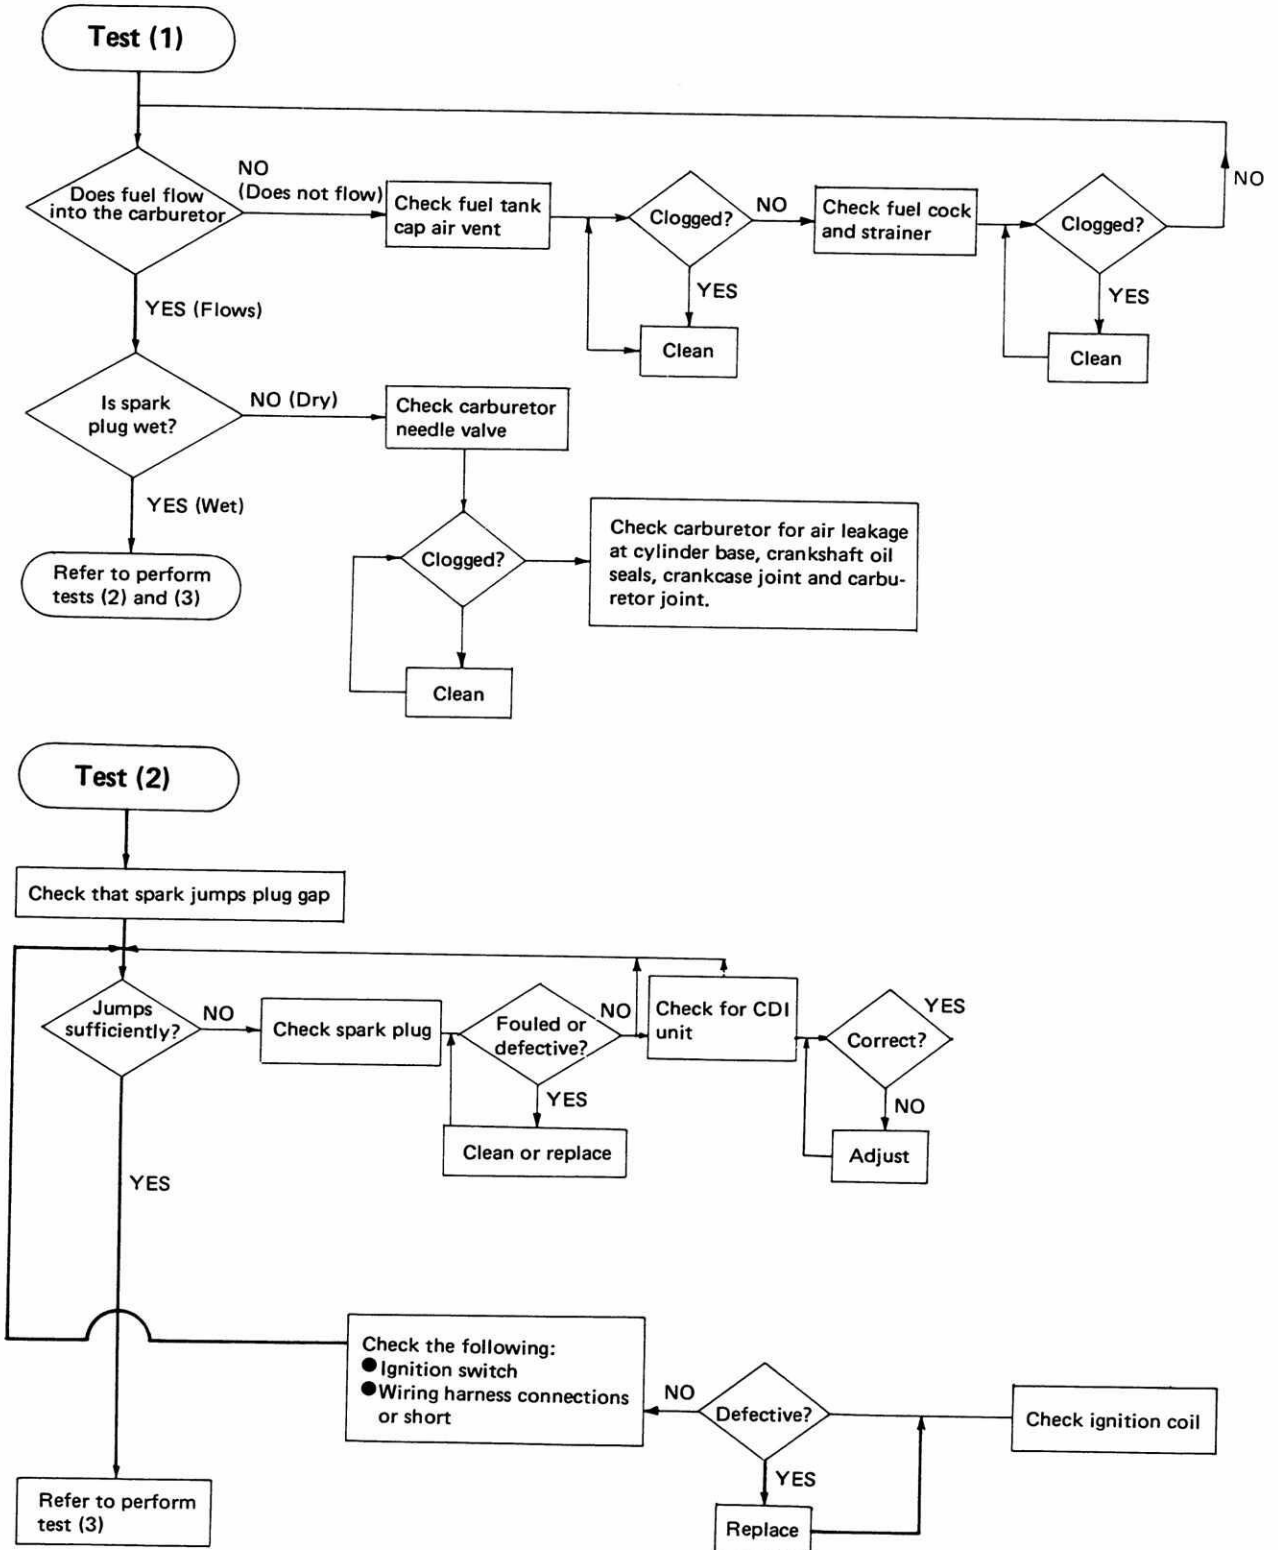 Test (1)
NO
(Does not flow)
Does fuel flow
into the carburetor
Check fuel tank
cap air vent
Clogged?
NO
Check fuel cock
and strainer
Clogged?
NO
YES
YES
Clean
Clean
YES (Flows)
Is spark
plug wet?
NO (Dry)
Check carburetor
needle valve
YES (Wet)
Refer to perform
tests (2) and (3)
Clogged?
Check carburetor for air leakage
at cylinder base, crankshaft oil
seals, crankcase joint and carbu-
retor joint.
Clean
Test (2)
Check that spark jumps plug gap
Jumps
sufficiently?
NO
Check spark plug
Fouled or
defective?
NO
Check for CDI
unit
Correct?
YES
YES
NO
Clean or replace
Adjust
YES
Check the following:
●Ignition switch
●Wiring harness connections
or short
NO
Defective?
Check ignition coil
YES
Replace
Refer to perform
test (3)